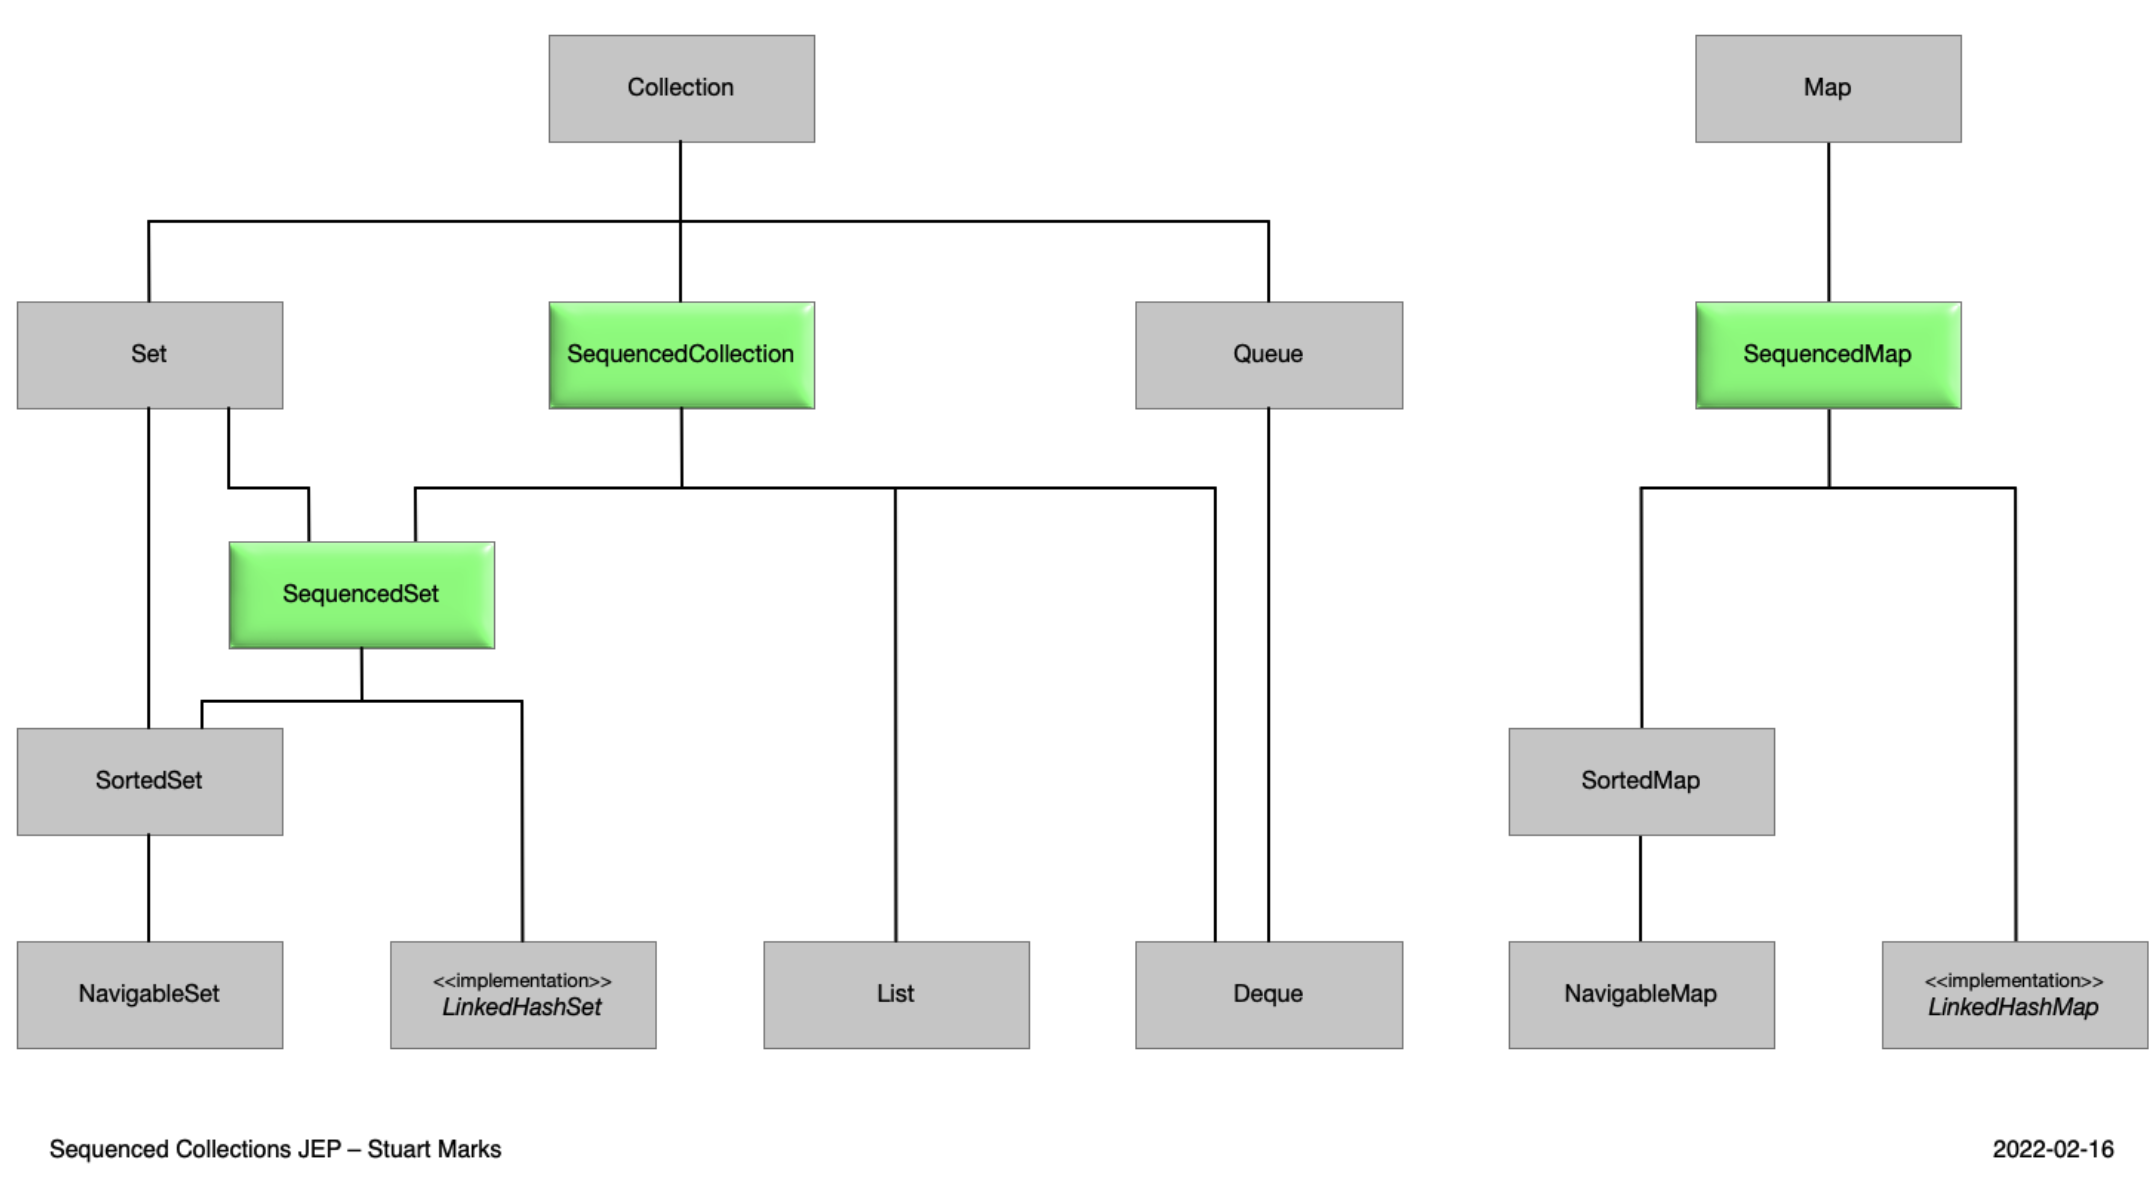 Collection
Map
Set
SequencedCollection
Queue
SequencedMap
SequencedSet
SortedSet
SortedMap
NavigableSet
<<implementation>>
LinkedHashSet
List
Deque
NavigableMap
<<implementation>>
LinkedHashMap
Sequenced Collections JEP – Stuart Marks
2022-02-16